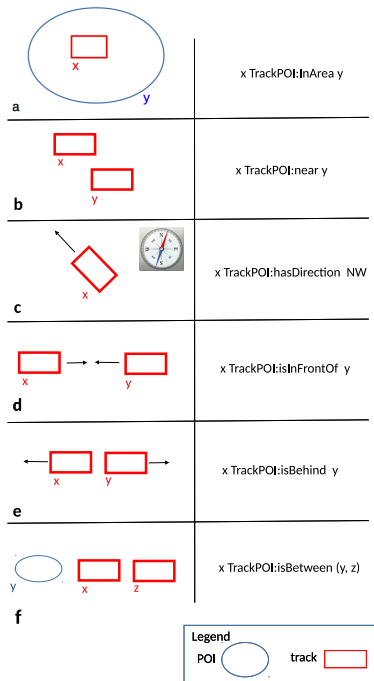 x
y
a
x TrackPOI:InArea y
x
y
b
x TrackPOI:near y
x
c
x TrackPOI:hasDirection NW
x
y
d
x TrackPOI:isInFrontOf y
x
y
e
x TrackPOI:isBehind y
y
x
z
f
x TrackPOI:isBetween (y, z)
Legend
POI
track